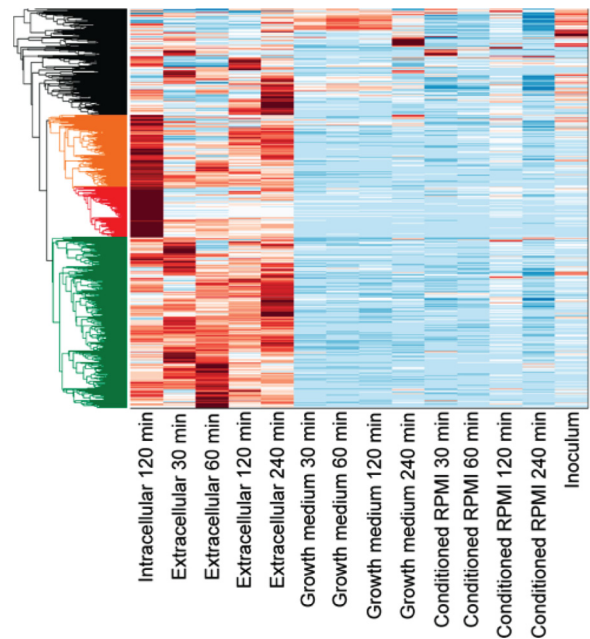 Intracellular 120 min
Extracellular 30 min
Extracellular 60 min
Extracellular 120 min
Extracellular 240 min
Growth medium 30 min
Growth medium 60 min
Growth medium 120 min
Growth medium 240 min
Conditioned RPMI 30 min
Conditioned RPMI 60 min
Conditioned RPMI 120 min
Conditioned RPMI 240 min
Inoculum